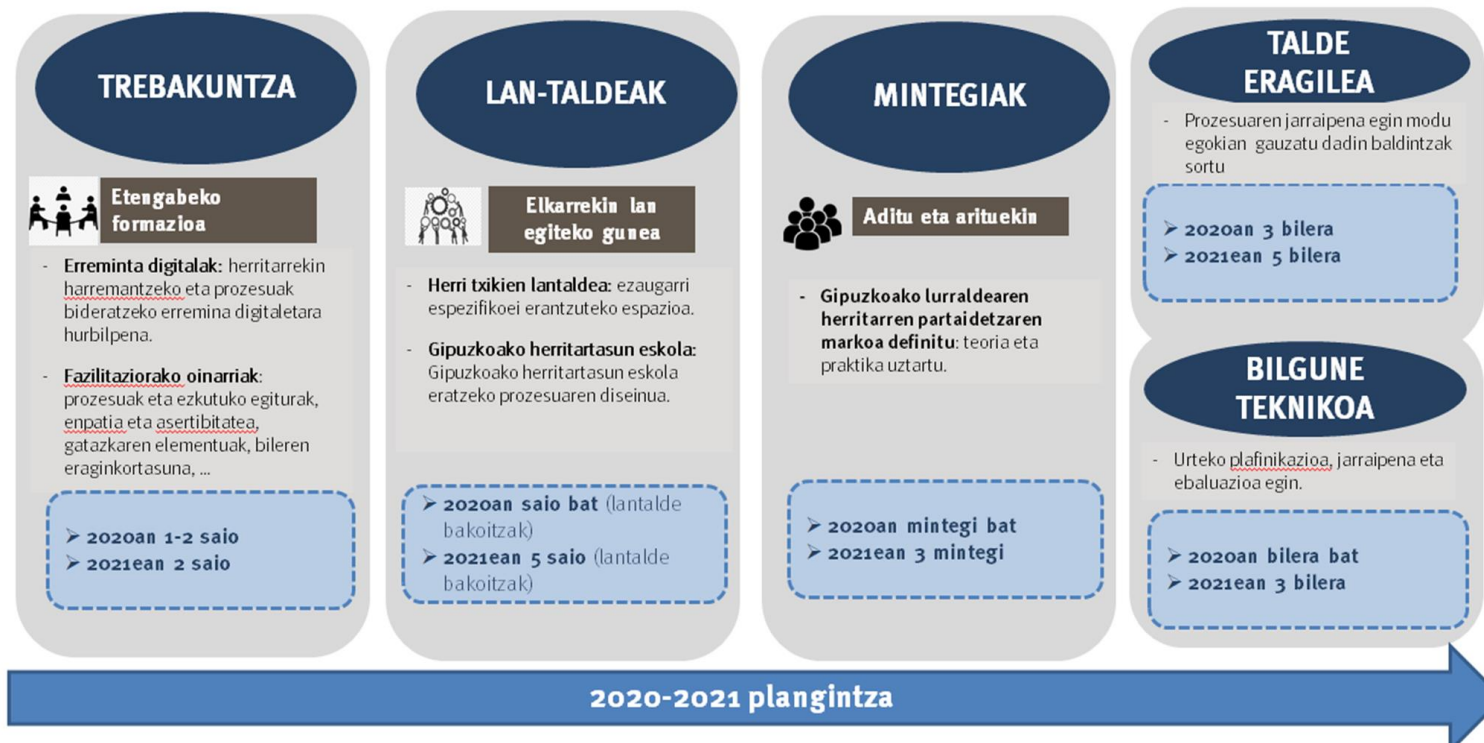 TREBAKUNTZA
Etengabeko
formazioa
- Erreminta digitalak: herritarrekin
harremantzeko eta prozesuak
bideratzeko erremina digitaletara
hurbilpena.
- Fazilitaziorako oinarriak:
prozesuak eta ezkutuko egiturak,
enpatia eta asertibitatea,
gatazkaren elementuak, bileren
eraginkortasuna, ...
➢ 2020an 1-2 saio
➢ 2021ean 2 saio
LAN-TALDEAK
Elkarrekin lan
egiteko gunea
- Herri txikien lantaldea: ezaugarri
espezifikoei erantzuteko espazioa.
- Gipuzkoako herritartasun eskola:
Gipuzkoako herritartasun eskola
eratzeko prozesuaren diseinua.
➢ 2020an saio bat (lantalde
bakoitzak)
➢ 2021ean 5 saio (lantalde
bakoitzak)
MINTEGIAK
Aditu eta arituekin
- Gipuzkoako lurraldearen
herritarren partaidetzaren
markoa definitu: teoria eta
praktika uztartu.
➢ 2020an mintegi bat
➢ 2021ean 3 mintegi
TALDE
ERAGILEA
- Prozesuaren jarraipena egin modu
egokian gauzatu dadin baldintzak
sortu
➢ 2020an 3 bilera
➢ 2021ean 5 bilera
BILGUNE
TEKNIKOA
- Urteko plafinikazioa, jarraipena eta
ebaluazioa egin.
➢ 2020an bilera bat
➢ 2021ean 3 bilera
2020-2021 plangintza